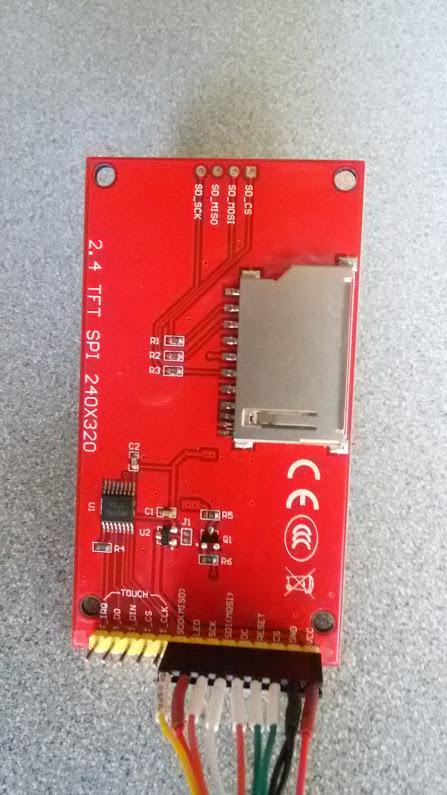 SD_SCK
SD_MISO
SD_MOSI
SD_CS
2.4 TFT SPI 240X320
R1
R2
R3
C2
U1
C1
U2
J1
R5
Q1
R4
R6
CE
CCC
TOUCH
T_IRQ
T_DO
T_DIN
T_CS
T_CLK
SDO(MISO)
LED
SCK
SDI(MOSI)
DC
RESET
CS
GND
VCC